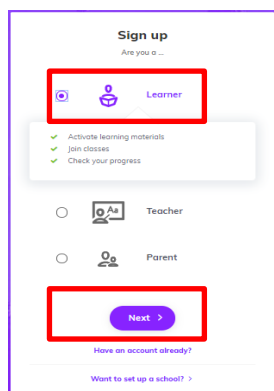 Sign up
Are you a ...
Learner
Activate learning materials
Join classes
Check your progress
Aa
Teacher
Parent
Next >
Have an account already?
Want to set up a school? >